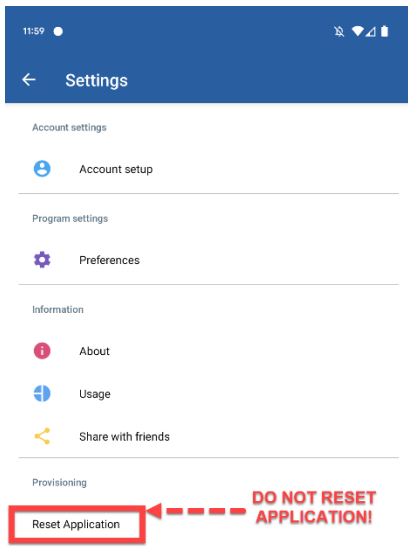 11:59
Settings
Account settings
Account setup
Program settings
Preferences
Information
About
Usage
Share with friends
Provisioning
Reset Application
DO NOT RESET
APPLICATION!